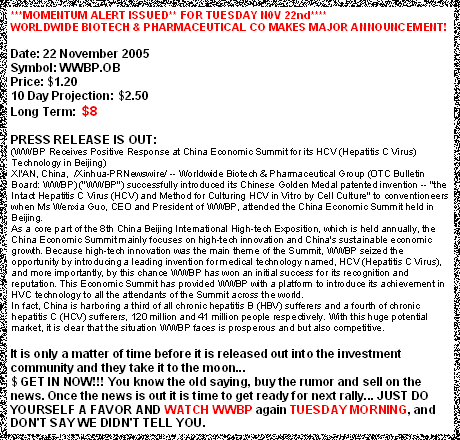 ***MOMENTUM ALERT ISSUED** FOR TUESDAY N0V 22nd****
WORLDWIDE BIOTECH & PHARMACEUTICAL CO MAKES MAJOR ANNOUNCEMENT!
Date: 22 November 2005
Symbol: WWBP.OB
Price: $1.20
10 Day Projection: $2.50
Long Term: $8
PRESS RELEASE IS OUT:
(WWBP Receives Positive Response at China Economic Summit for its HCV (Hepatitis C Virus)
Technology in Beijing)
XI'AN, China, /Xinhua-PRNewswire/ -- Worldwide Biotech & Pharmaceutical Group (OTC Bulletin
Board: WWBP) ("WWBP") successfully introduced its Chinese Golden Medal patented invention -- "the
Intact Hepatitis C Virus (HCV) and Method for Culturing HCV in Vitro by Cell Culture" to conventioneers
when Ms Wenxia Guo, CEO and President of WWBP, attended the China Economic Summit held in
Beijing.
As a core part of the 8th China Beijing International High-tech Exposition, which is held annually, the
China Economic Summit mainly focuses on high-tech innovation and China's sustainable economic
growth. Because high-tech innovation was the main theme of the Summit, WWBP seized the
opportunity by introducing a leading invention for medical technology named, HCV (Hepatitis C Virus),
and more importantly, by this chance WWBP has won an initial success for its recognition and
reputation. This Economic Summit has provided WWBP with a platform to introduce its achievement in
HVC technology to all the attendants of the Summit across the world.
In fact, China is harboring a third of all chronic hepatitis B (HBV) sufferers and a fourth of chronic
hepatitis C (HCV) sufferers, 120 million and 41 million people respectively. With this huge potential
market, it is clear that the situation WWBP faces is prosperous and but also competitive.
It is only a matter of time before it is released out into the investment
community and they take it to the moon...
$ GET IN NOW!!! You know the old saying, buy the rumor and sell on the
news. Once the news is out it is time to get ready for next rally... JUST DO
YOURSELF A FAVOR AND WATCH WWBP again TUESDAY MORNING, and
DON'T SAY WE DIDN'T TELL YOU.